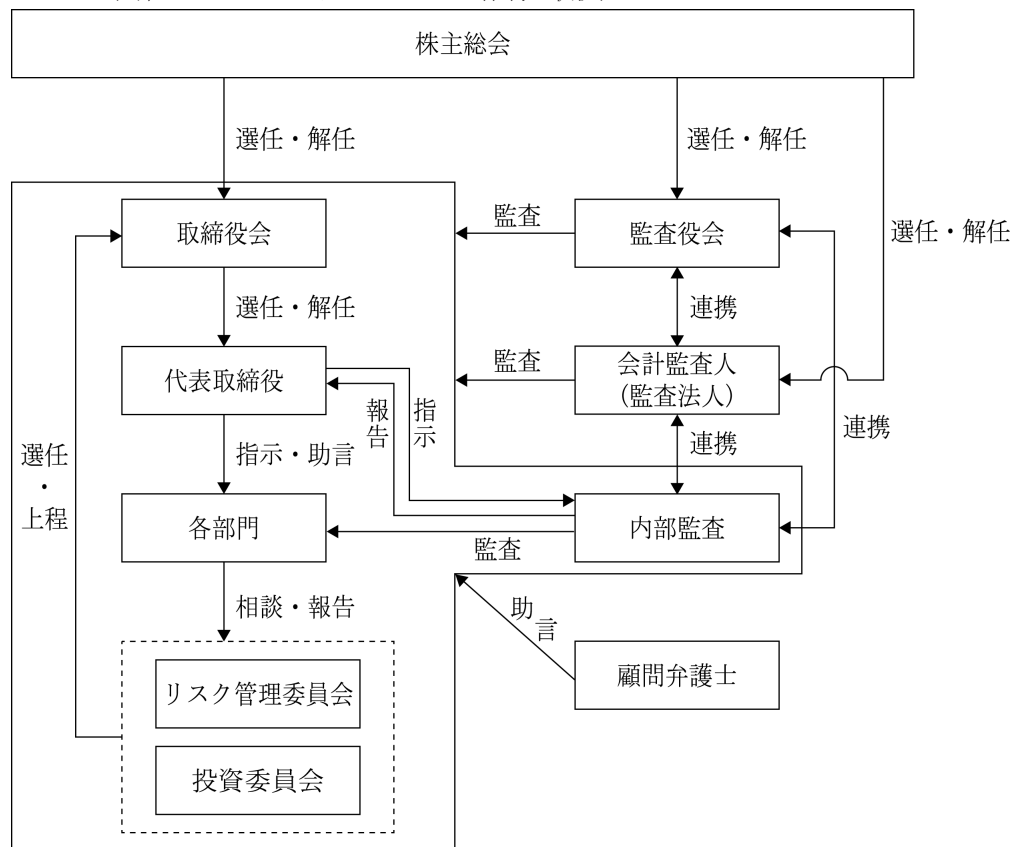 株主総会
選任・解任
選任・解任
選任・解任
取締役会
監査
監査役会
選任・解任
連携
代表取締役
監査
会計監査人
（監査法人）
報告
指示
連携
連携
選任
・
上程
指示・助言
各部門
監査
内部監査
相談・報告
助言
顧問弁護士
リスク管理委員会
投資委員会